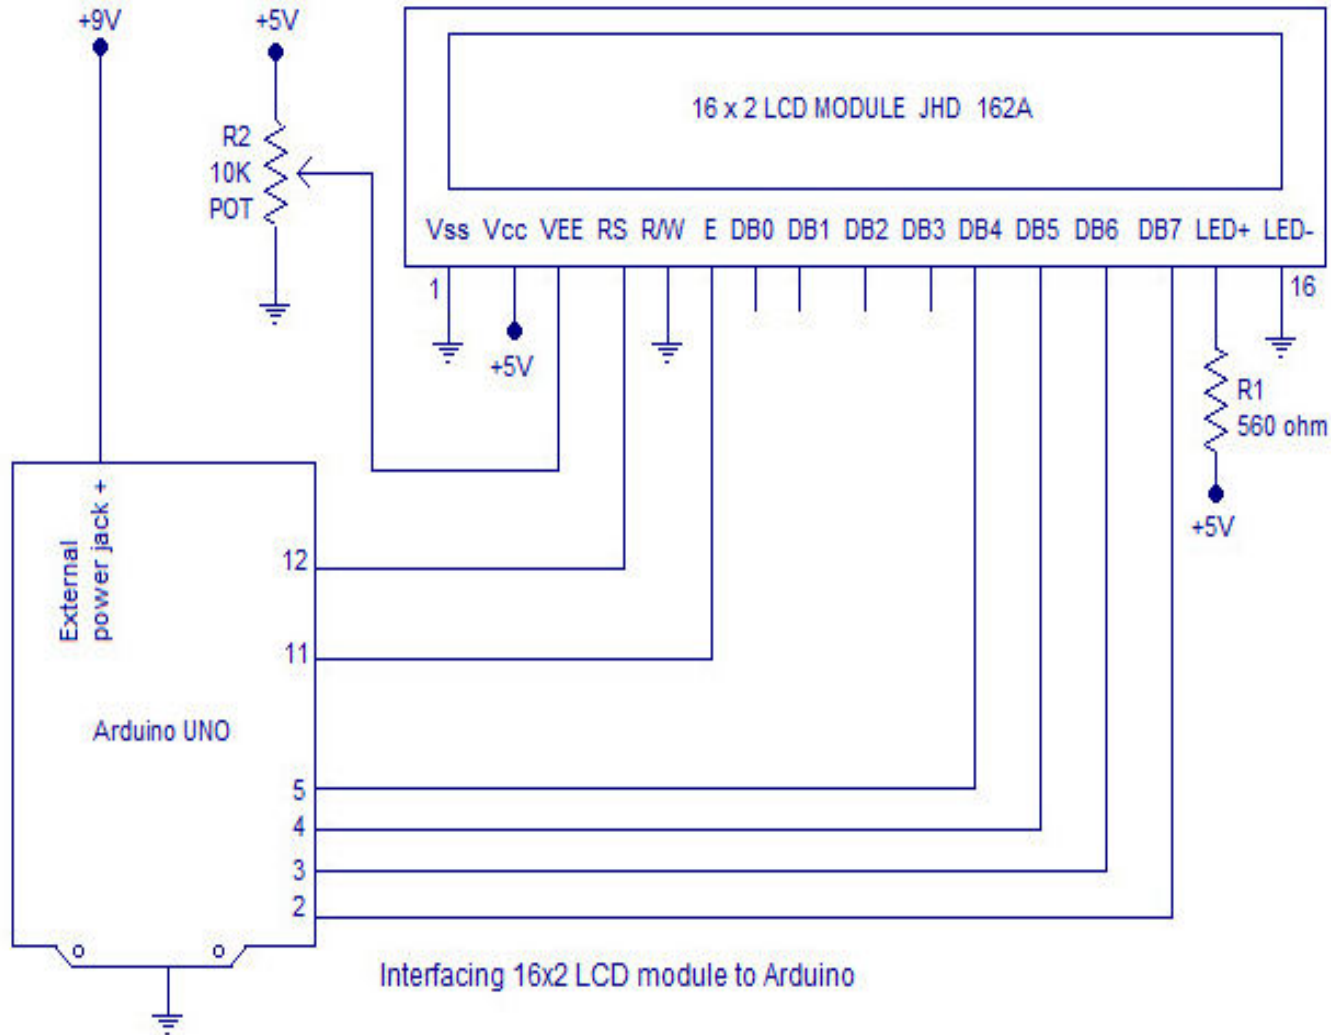 +9V
+5V
R2
10K
POT
16 x 2 LCD MODULE JHD 162A
Vss Vcc VEE RS R/W E DB0 DB1 DB2 DB3 DB4 DB5 DB6 DB7 LED+ LED-
1
16
+5V
R1
560 ohm
+5V
External
power jack +
12
11
Arduino UNO
5
4
3
2
Interfacing 16x2 LCD module to Arduino